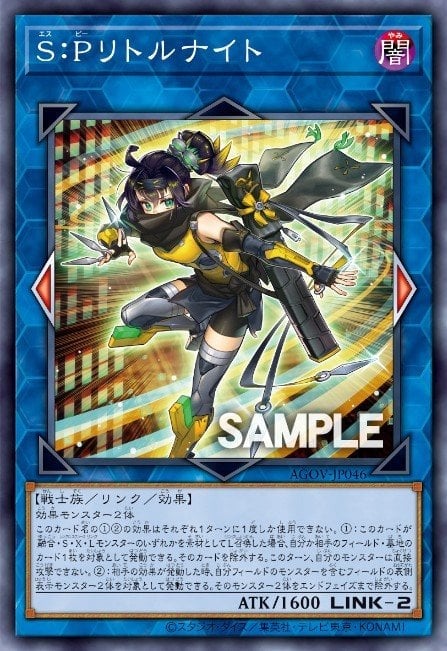 エス ピー
S:Pリトルナイト
やみ
闇
SAMPLE
AGOV-JP046
【戦士族/リンク/効果】
効果モンスター2体
このカード名の①②の効果はそれぞれ1ターンに1度しか使用できない。①:このカードが
融合・S・X・Lモンスターのいずれかを素材としてL召喚した場合、自分か相手のフィールド・墓地の
カード1枚を対象として発動できる。そのカードを除外する。このターン、自分のモンスターは直接
攻撃できない。②:相手の効果が発動した時、自分フィールドのモンスターを含むフィールドの表側
表示モンスター2体を対象として発動できる。そのモンスター2体をエンドフェイズまで除外する。
ATK/1600 LINK-2
©スタジオ・ダイス/集英社・テレビ東京・KONAMI